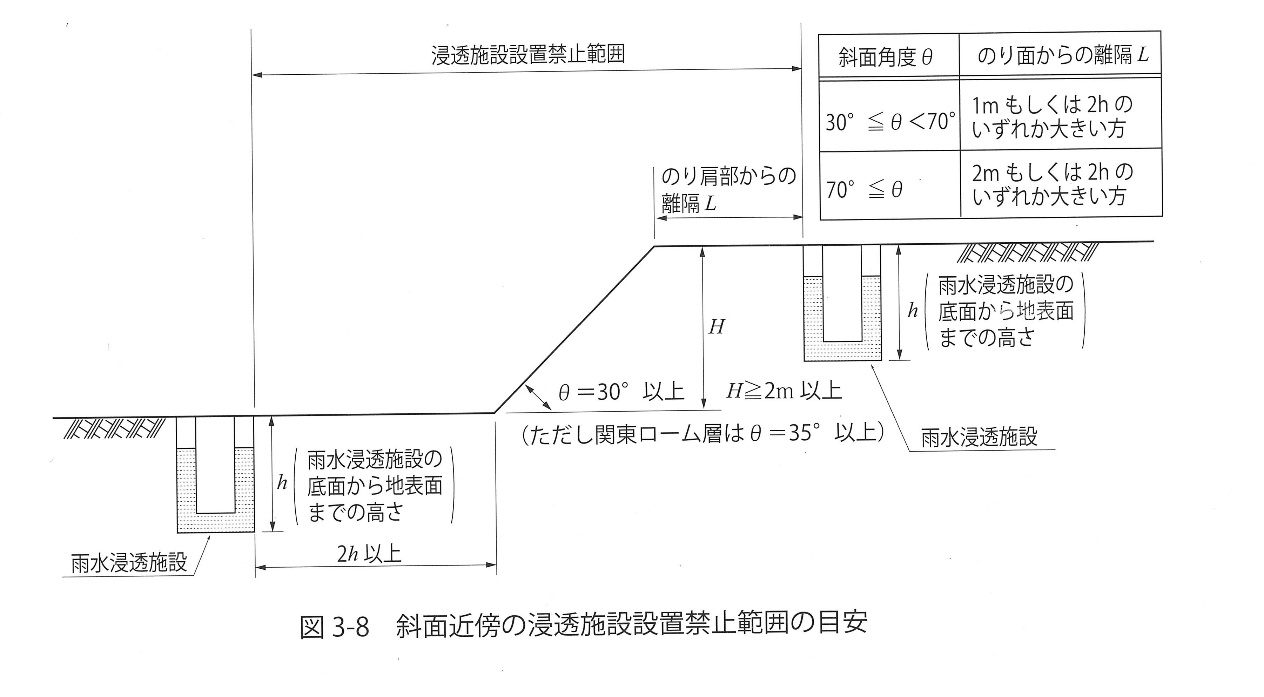 浸透施設設置禁止範囲
斜面角度 θ
のり面からの離隔 L
30° ≦ θ <70°
1m もしくは 2h の
いずれか大きい方
70° ≦ θ
2m もしくは 2h の
いずれか大きい方
のり肩部からの
離隔 L
H
h
雨水浸透施設の
底面から地表面
までの高さ
θ =30° 以上
H≧2m 以上
(ただし関東ローム層は θ =35° 以上)
雨水浸透施設
h
雨水浸透施設の
底面から地表面
までの高さ
雨水浸透施設
2h 以上
図 3-8 斜面近傍の浸透施設設置禁止範囲の目安